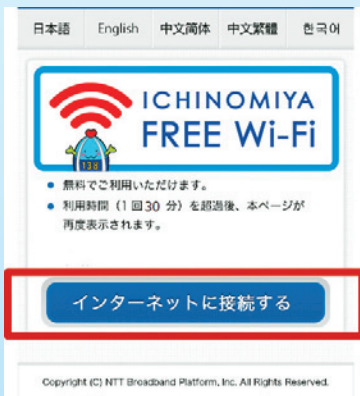 日本語 English 中文简体 中文繁體 한국어
ICHINOMIYA
FREE Wi-Fi
138
• 無料でご利用いただけます。
• 利用時間（1回30 分）を超過後、本ページが
再度表示されます。
インターネットに接続する
Copyright (C) NTT Broadband Platform, Inc. All Rights Reserved.